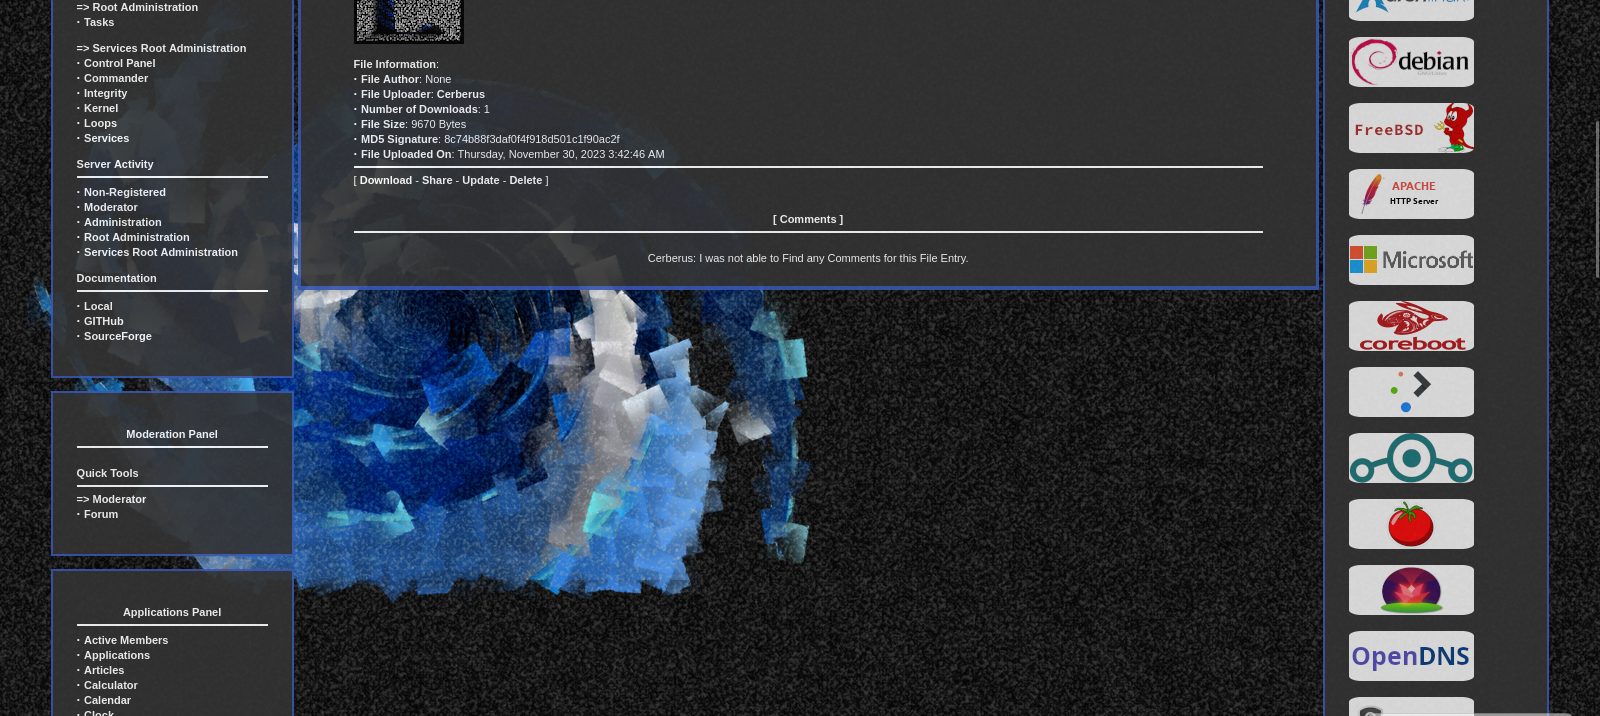 => Root Administration
· Tasks
=> Services Root Administration
· Control Panel
· Commander
· Integrity
· Kernel
· Loops
· Services
Server Activity
· Non-Registered
· Moderator
· Administration
· Root Administration
· Services Root Administration
Documentation
· Local
· GITHub
· SourceForge
Moderation Panel
Quick Tools
=> Moderator
· Forum
Applications Panel
· Active Members
· Applications
· Articles
· Calculator
· Calendar
· Clock
File Information:
· File Author: None
· File Uploader: Cerberus
· Number of Downloads: 1
· File Size: 9670 Bytes
· MD5 Signature: 8c74b88f3daf0f4f918d501c1f90ac2f
· File Uploaded On: Thursday, November 30, 2023 3:42:46 AM
[ Download - Share - Update - Delete ]
[ Comments ]
Cerberus: I was not able to Find any Comments for this File Entry.
debian
FreeBSD
APACHE
HTTP Server
Microsoft
coreboot
OpenDNS